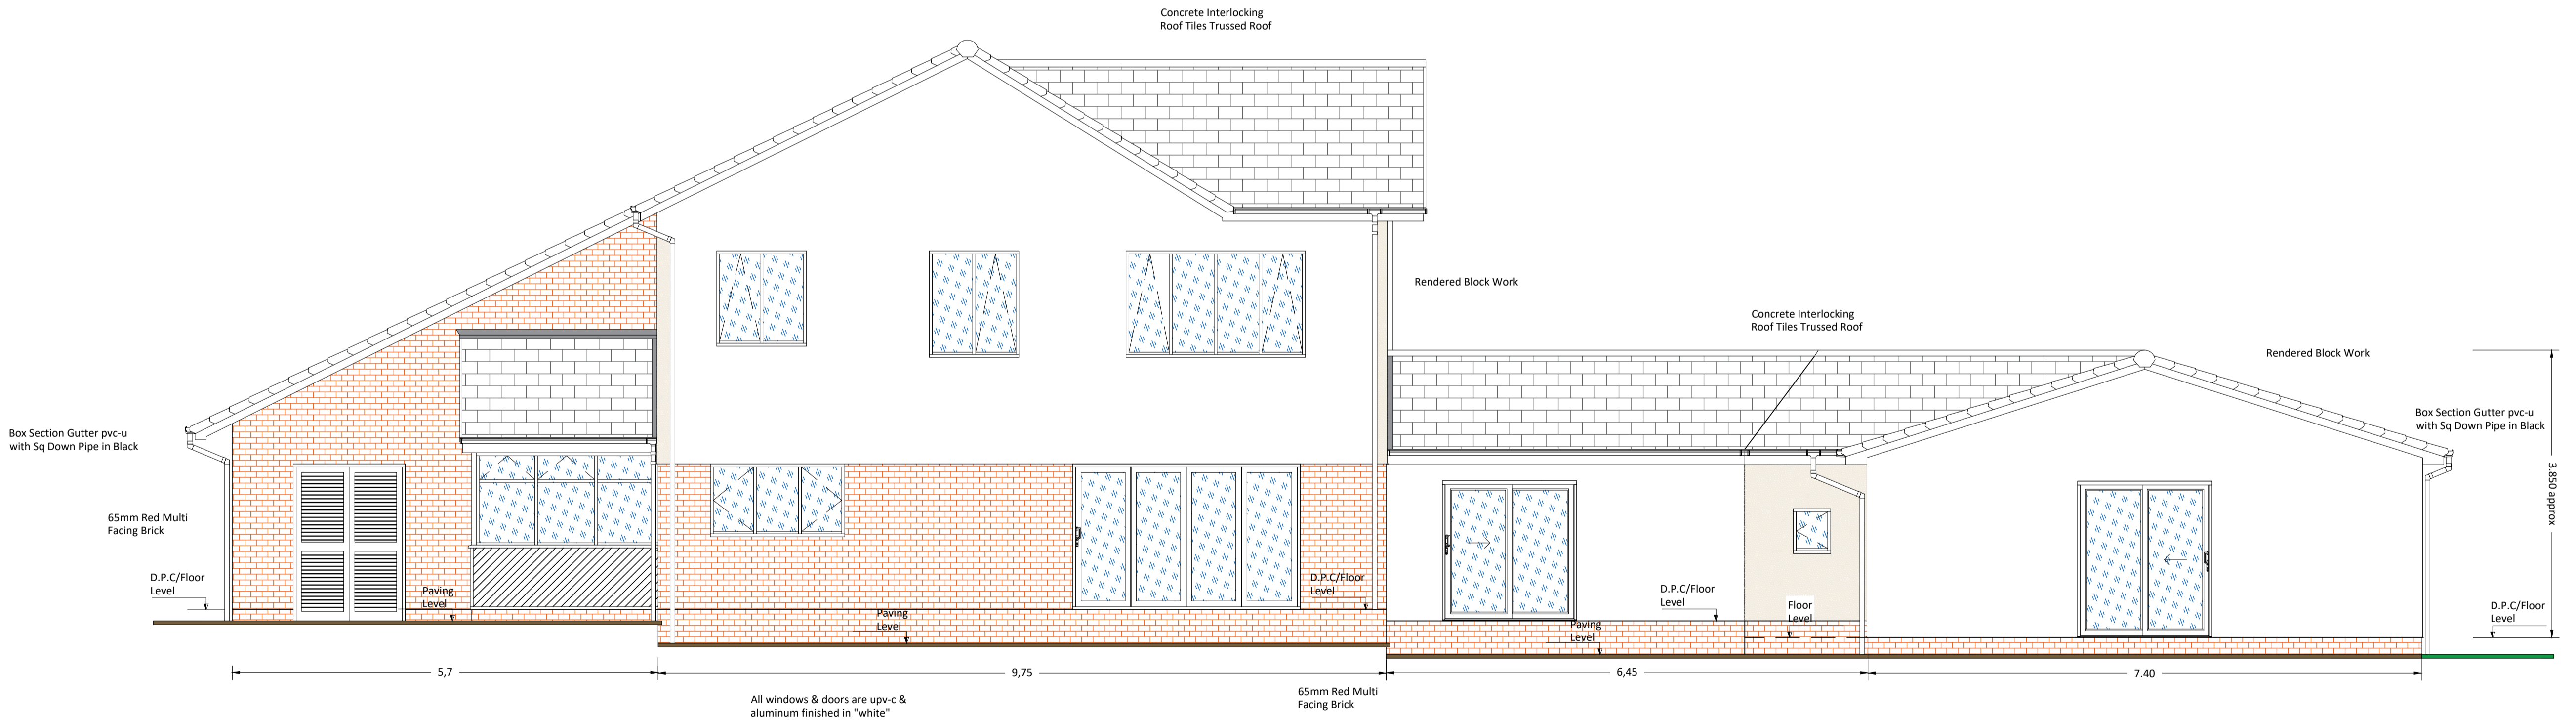 Concrete Interlocking
Roof Tiles Trussed Roof
Rendered Block Work
Concrete Interlocking
Roof Tiles Trussed Roof
Rendered Block Work
Box Section Gutter pvc-u
with Sq Down Pipe in Black
Box Section Gutter pvc-u
with Sq Down Pipe in Black
3.850 approx
65mm Red Multi
Facing Brick
D.P.C/Floor
Level
Paving
Level
Paving
Level
D.P.C/Floor
Level
Paving
Level
D.P.C/Floor
Level
Floor
Level
D.P.C/Floor
Level
5,7
9,75
6,45
7.40
All windows & doors are upv-c &
aluminum finished in "white"
65mm Red Multi
Facing Brick